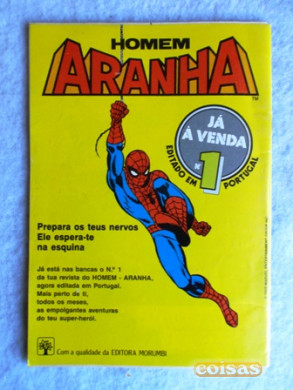 HOMEM
ARANHA
TM
JÁ
À VENDA
Nº 1
EDITADO EM PORTUGAL
Prepara os teus nervos
Ele espera-te
na esquina
Já está nas bancas o N.º 1
da tua revista do HOMEM - ARANHA,
agora editada em Portugal.
Mais perto de ti,
todos os meses,
as empolgantes aventuras
do teu super-herói.
Com a qualidade da EDITORA MORUMBI
coisas